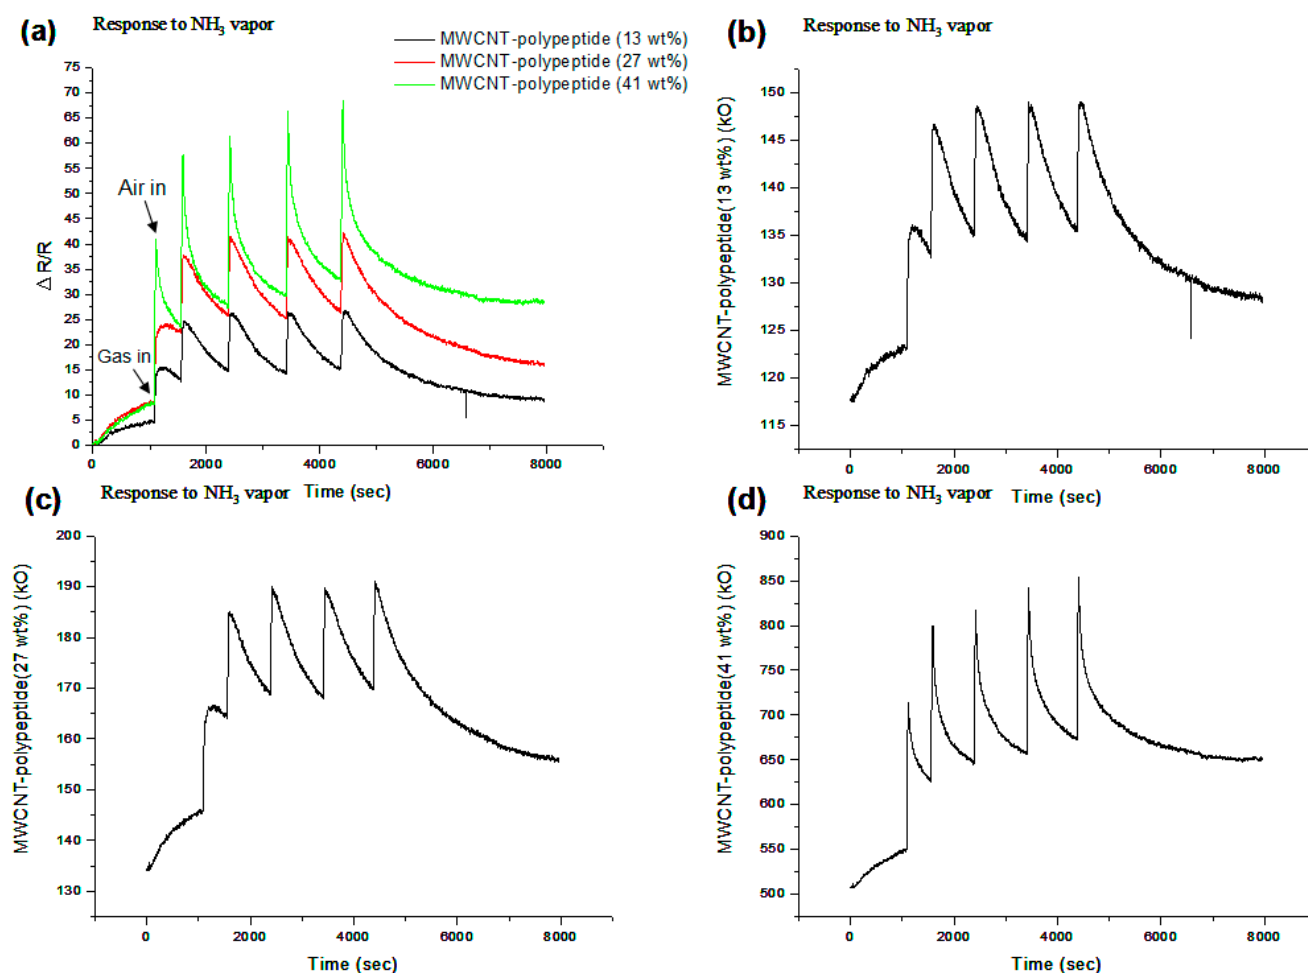 (a) Response to NH3 vapor
MWCNT-polypeptide (13 wt%)
MWCNT-polypeptide (27 wt%)
MWCNT-polypeptide (41 wt%)
75
70
65
60
55
50
45
40
35
30
25
20
15
10
5
0
Δ R/R
Air in
Gas in
0 2000 4000 6000 8000
Time (sec)
(b) Response to NH3 vapor
150
145
140
135
130
125
120
115
MWCNT-polypeptide(13 wt%) (kO)
0 2000 4000 6000 8000
Time (sec)
(c) Response to NH3 vapor
200
190
180
170
160
150
140
130
MWCNT-polypeptide(27 wt%) (kO)
0 2000 4000 6000 8000
Time (sec)
(d) Response to NH3 vapor
900
850
800
750
700
650
600
550
500
MWCNT-polypeptide(41 wt%) (kO)
0 2000 4000 6000 8000
Time (sec)